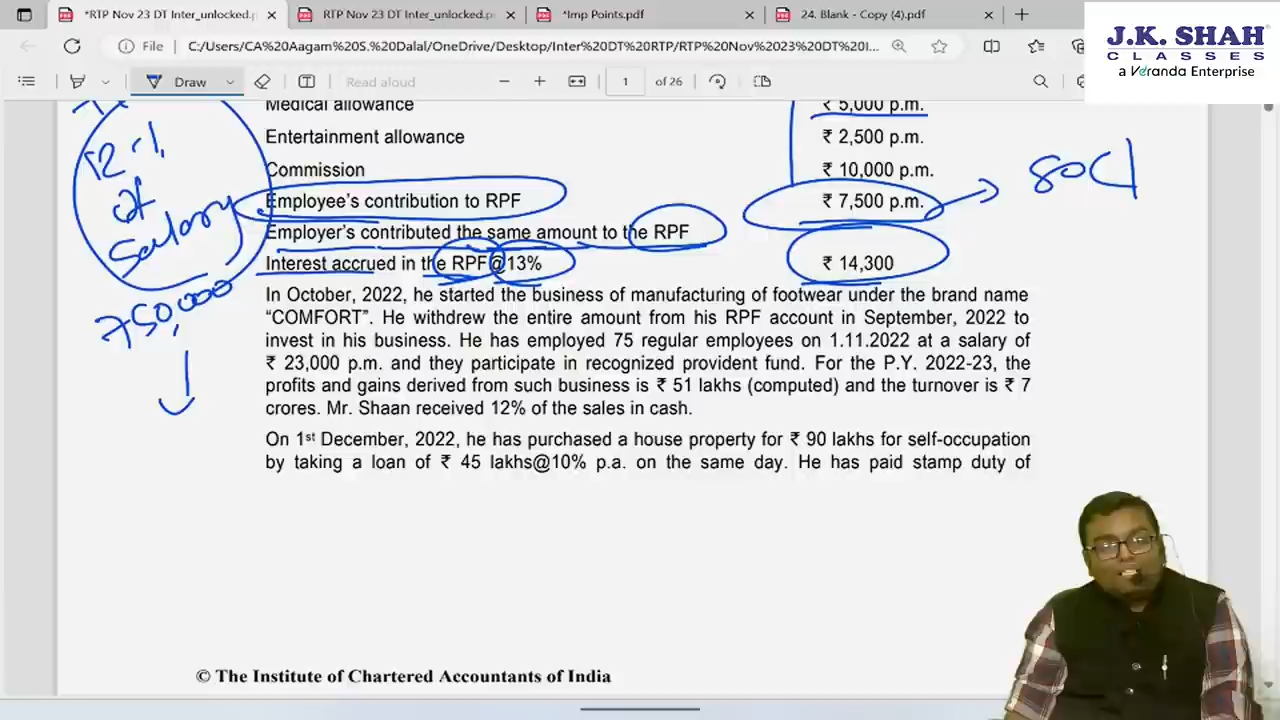 *RTP Nov 23 DT Inter_unlocked.p
RTP Nov 23 DT Inter_unlocked.p
*Imp Points.pdf
24. Blank - Copy (4).pdf
J.K. SHAH
CLASSES
a Veranda Enterprise
File
C:/Users/CA%20Aagam%20S.%20Dalal/OneDrive/Desktop/Inter%20DT%20RTP/RTP%20Nov%202023%20DT%20I...
Draw
Read aloud
1
of 26
Medical allowance ₹ 5,000 p.m.
Entertainment allowance ₹ 2,500 p.m.
Commission ₹ 10,000 p.m.
Employee's contribution to RPF ₹ 7,500 p.m.
80C
Employer's contributed the same amount to the RPF
Interest accrued in the RPF@13% ₹ 14,300
12%
of
Salary
750,000
In October, 2022, he started the business of manufacturing of footwear under the brand name
“COMFORT”. He withdrew the entire amount from his RPF account in September, 2022 to
invest in his business. He has employed 75 regular employees on 1.11.2022 at a salary of
₹ 23,000 p.m. and they participate in recognized provident fund. For the P.Y. 2022-23, the
profits and gains derived from such business is ₹ 51 lakhs (computed) and the turnover is ₹ 7
crores. Mr. Shaan received 12% of the sales in cash.
On 1st December, 2022, he has purchased a house property for ₹ 90 lakhs for self-occupation
by taking a loan of ₹ 45 lakhs@10% p.a. on the same day. He has paid stamp duty of
© The Institute of Chartered Accountants of India